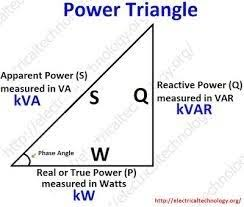 Power Triangle
Apparent Power (S)
measured in VA
kVA
S
Q
Reactive Power (Q)
measured in VAR
kVAR
Phase Angle
W
Real or True Power (P)
measured in Watts
kW
http://electricaltechnology.org/